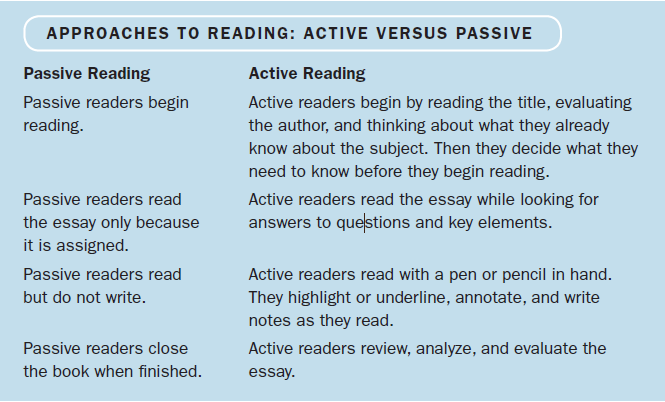 APPROACHES TO READING: ACTIVE VERSUS PASSIVE
Passive Reading
Active Reading
Passive readers begin
reading.
Active readers begin by reading the title, evaluating
the author, and thinking about what they already
know about the subject. Then they decide what they
need to know before they begin reading.
Passive readers read
the essay only because
it is assigned.
Active readers read the essay while looking for
answers to questions and key elements.
Passive readers read
but do not write.
Active readers read with a pen or pencil in hand.
They highlight or underline, annotate, and write
notes as they read.
Passive readers close
the book when finished.
Active readers review, analyze, and evaluate the
essay.